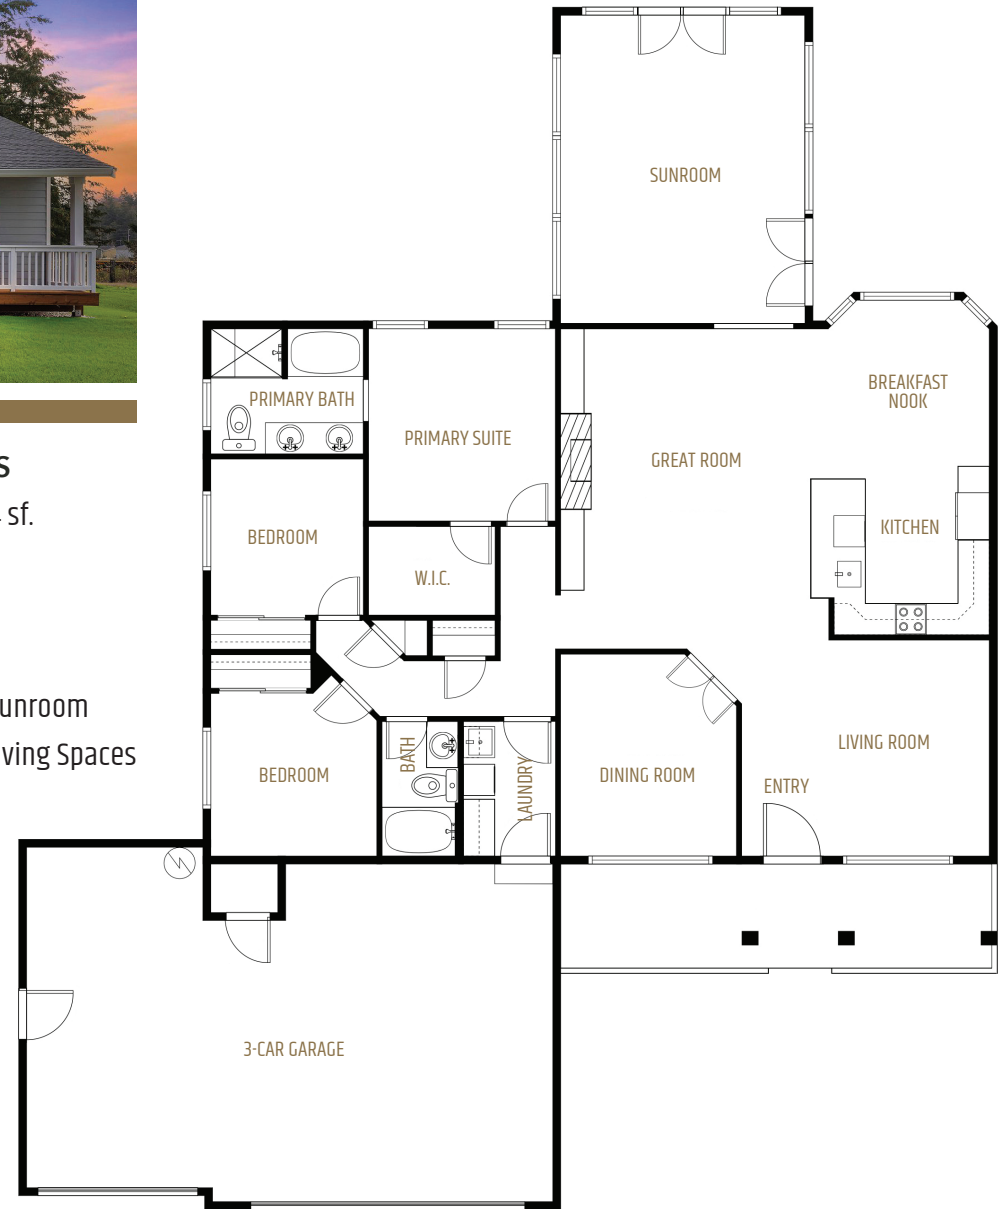 s
sf.
unroom
ving Spaces
SUNROOM
BREAKFAST
NOOK
PRIMARY BATH
PRIMARY SUITE
GREAT ROOM
KITCHEN
BEDROOM
W.I.C.
BATH
LAUNDRY
BEDROOM
DINING ROOM
LIVING ROOM
ENTRY
3-CAR GARAGE